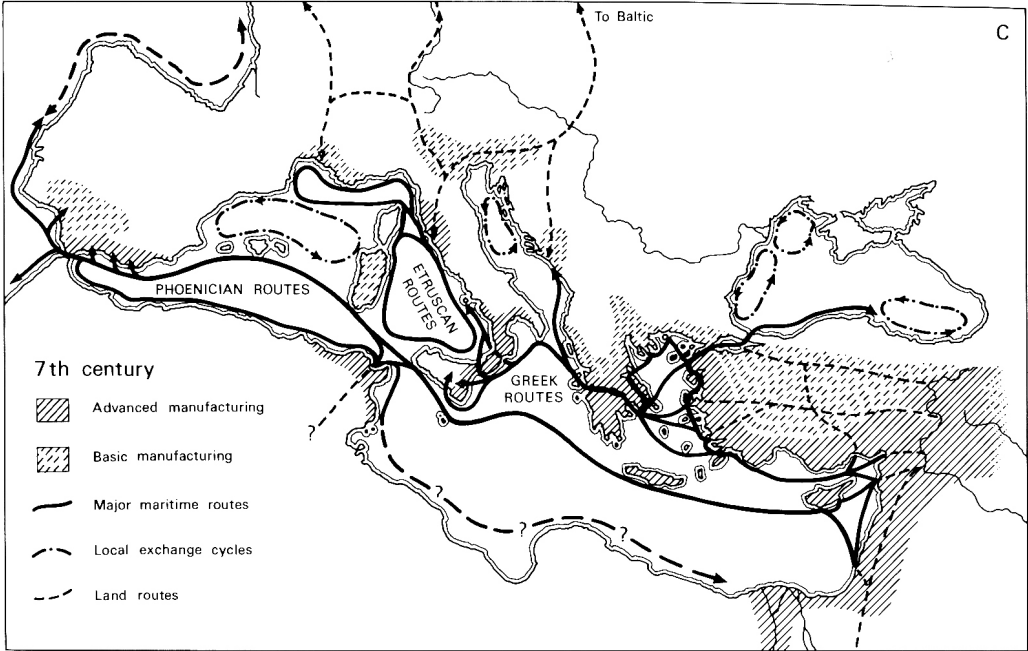 To Baltic
C
PHOENICIAN ROUTES
ETRUSCAN
ROUTES
GREEK
ROUTES
7th century
Advanced manufacturing
Basic manufacturing
Major maritime routes
Local exchange cycles
Land routes
?
?
?
?